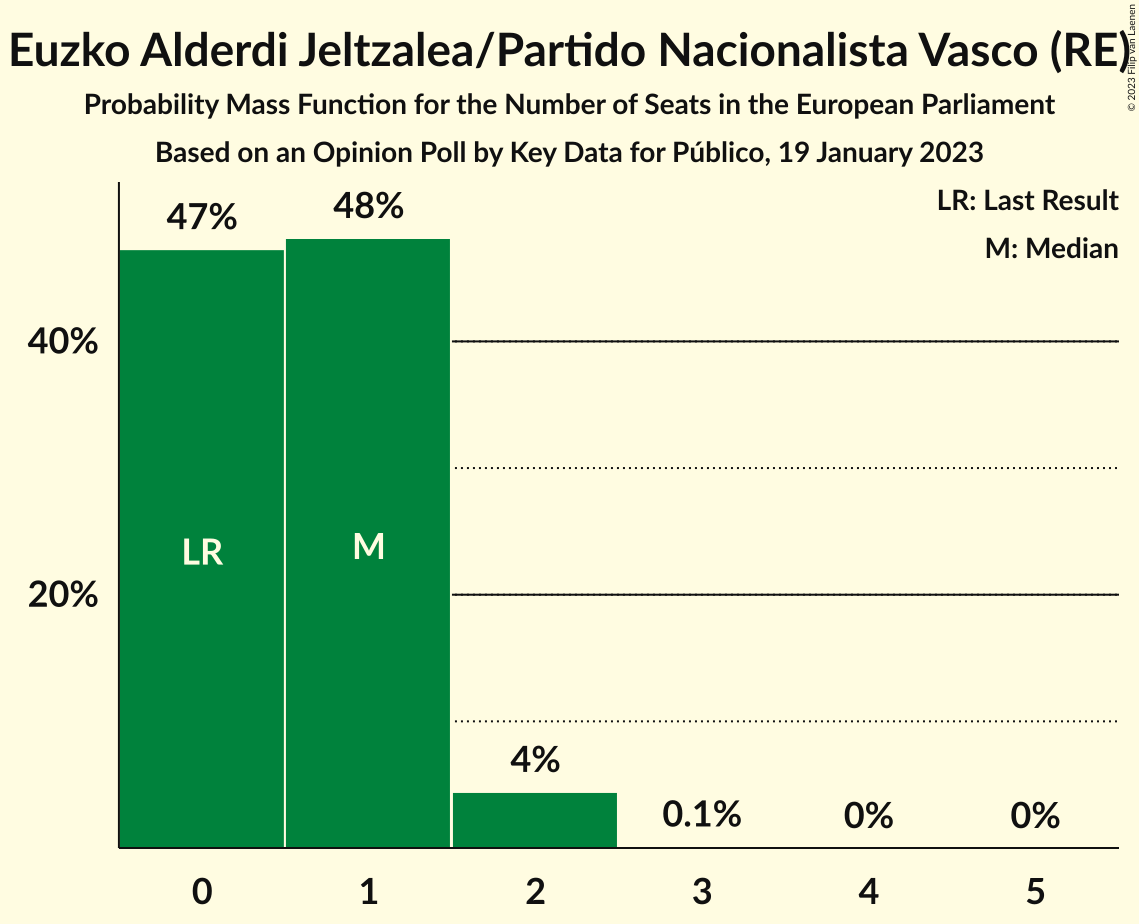 Euzko Alderdi Jeltzalea/Partido Nacionalista Vasco (RE)
© 2023 Filip van Laenen
Probability Mass Function for the Number of Seats in the European Parliament
Based on an Opinion Poll by Key Data for Público, 19 January 2023
LR: Last Result
M: Median
47%
48%
40%
LR
M
20%
4%
0.1%
0%
0%
0
1
2
3
4
5